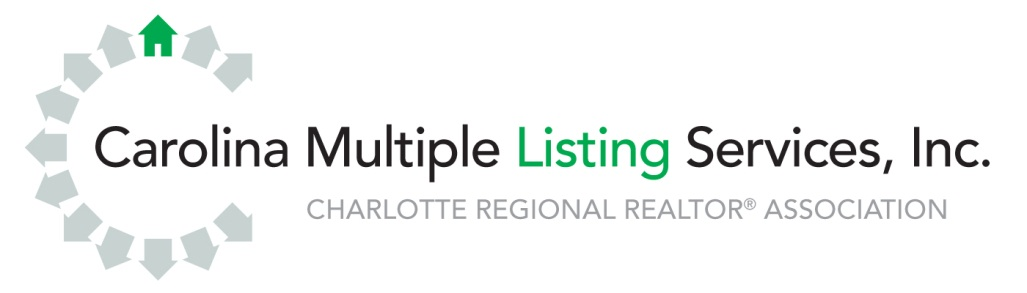 Carolina Multiple Listing Services, Inc.
CHARLOTTE REGIONAL REALTOR® ASSOCIATION